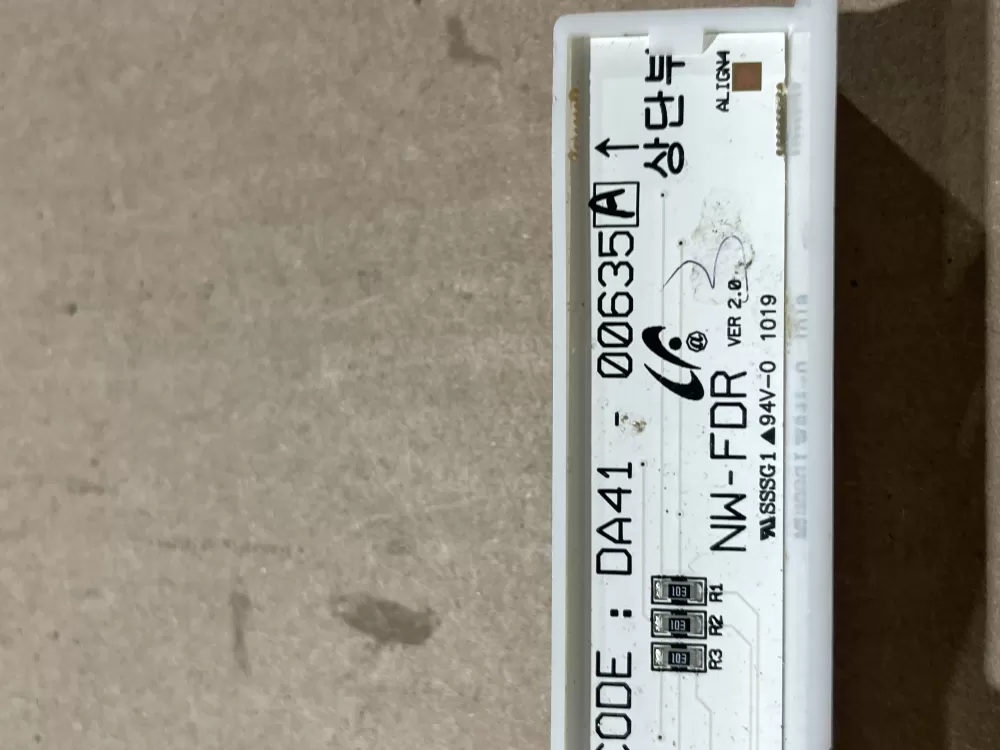 CODE : DA41 - 00635A ↑
상단부
@
NW-FDR VER 2.0
SSSG1 ▲94V-0 1019
ALIGN4
R3 R2 R1
103 103 103